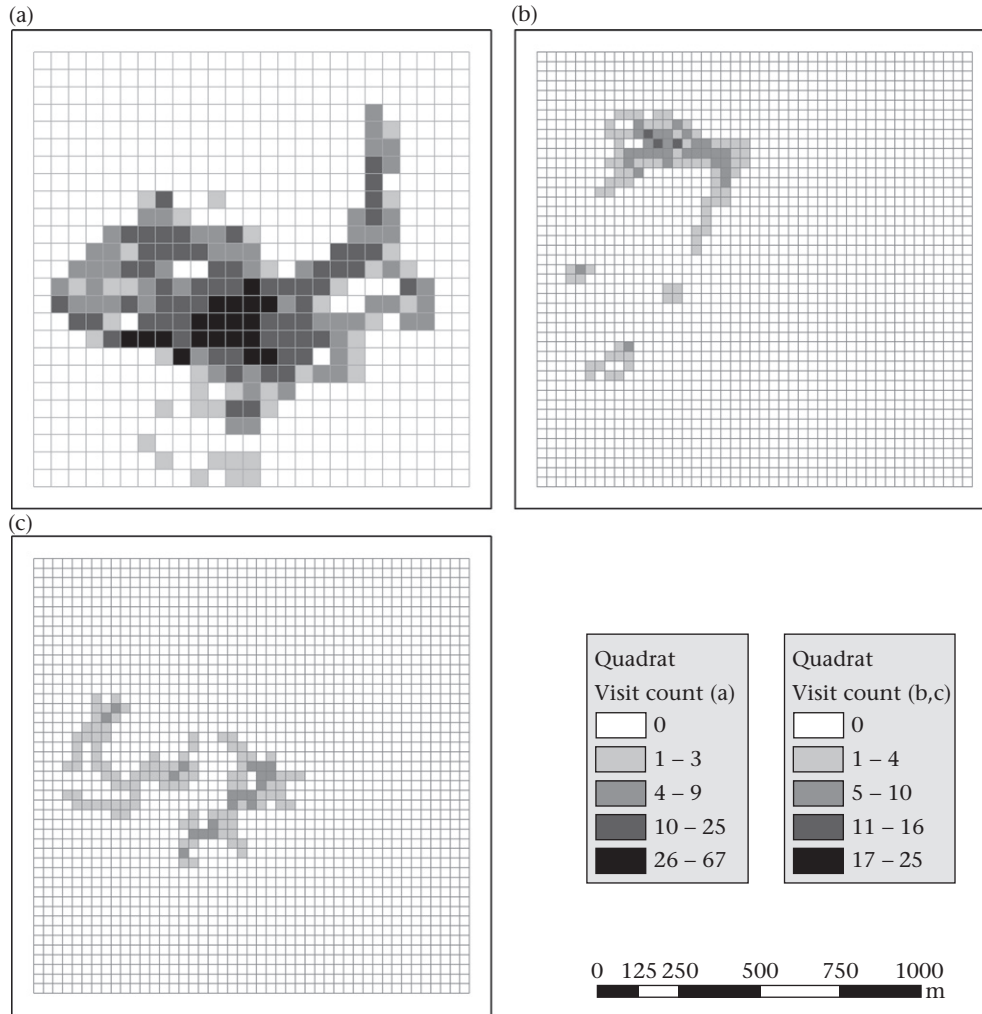 (a)
(b)
(c)
Quadrat
Visit count (a)
0
1 – 3
4 – 9
10 – 25
26 – 67
Quadrat
Visit count (b,c)
0
1 – 4
5 – 10
11 – 16
17 – 25
0 125 250 500 750 1000
m